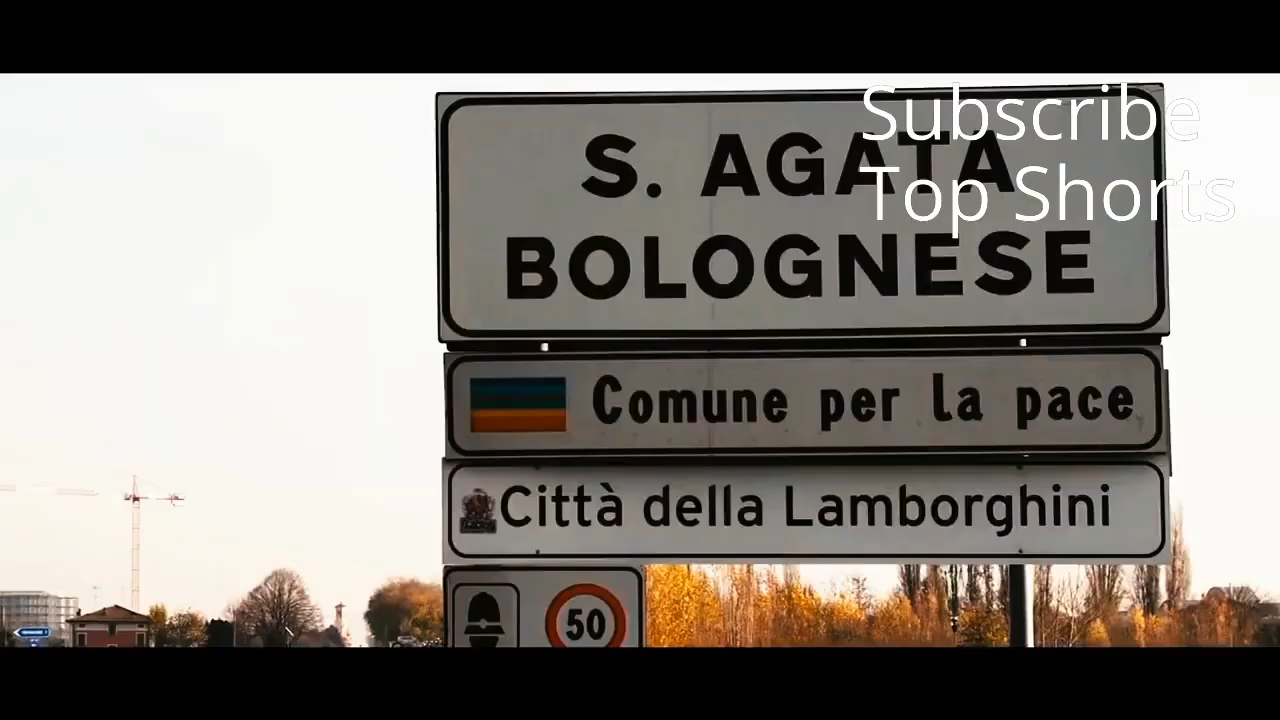 Subscribe
Top Shorts
S. AGATA
BOLOGNESE
Comune per la pace
Città della Lamborghini
50